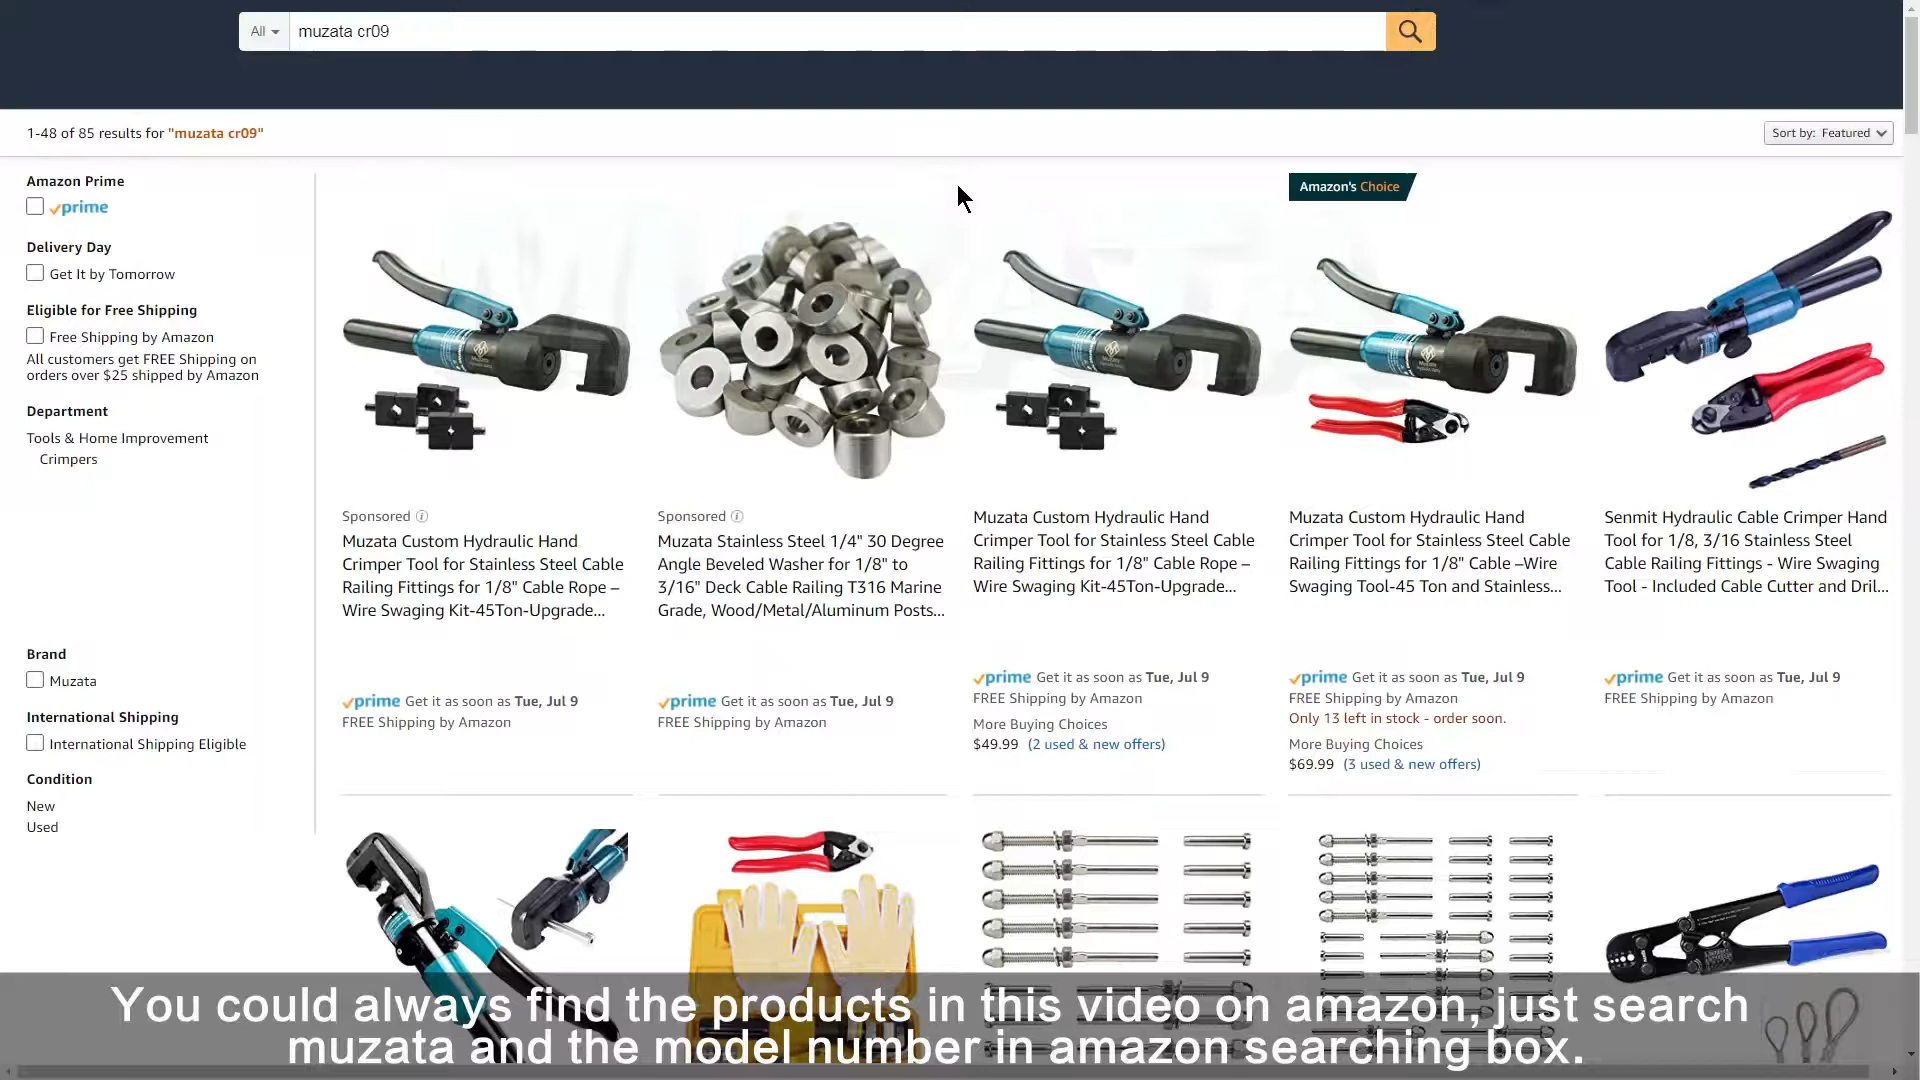 All
muzata cr09
1-48 of 85 results for "muzata cr09"
Sort by: Featured
Amazon Prime
prime
Delivery Day
Get It by Tomorrow
Eligible for Free Shipping
Free Shipping by Amazon
All customers get FREE Shipping on
orders over $25 shipped by Amazon
Department
Tools & Home Improvement
Crimpers
Brand
Muzata
International Shipping
International Shipping Eligible
Condition
New
Used
Sponsored
Muzata Custom Hydraulic Hand
Crimper Tool for Stainless Steel Cable
Railing Fittings for 1/8" Cable Rope –
Wire Swaging Kit-45Ton-Upgrade...
prime Get it as soon as Tue, Jul 9
FREE Shipping by Amazon
Sponsored
Muzata Stainless Steel 1/4" 30 Degree
Angle Beveled Washer for 1/8" to
3/16" Deck Cable Railing T316 Marine
Grade, Wood/Metal/Aluminum Posts...
prime Get it as soon as Tue, Jul 9
FREE Shipping by Amazon
Muzata Custom Hydraulic Hand
Crimper Tool for Stainless Steel Cable
Railing Fittings for 1/8" Cable Rope –
Wire Swaging Kit-45Ton-Upgrade...
prime Get it as soon as Tue, Jul 9
FREE Shipping by Amazon
More Buying Choices
$49.99 (2 used & new offers)
Amazon's Choice
Muzata Custom Hydraulic Hand
Crimper Tool for Stainless Steel Cable
Railing Fittings for 1/8" Cable –Wire
Swaging Tool-45 Ton and Stainless...
prime Get it as soon as Tue, Jul 9
FREE Shipping by Amazon
Only 13 left in stock - order soon.
More Buying Choices
$69.99 (3 used & new offers)
Senmit Hydraulic Cable Crimper Hand
Tool for 1/8, 3/16 Stainless Steel
Cable Railing Fittings - Wire Swaging
Tool - Included Cable Cutter and Dril...
prime Get it as soon as Tue, Jul 9
FREE Shipping by Amazon
You could always find the products in this video on amazon, just search
muzata and the model number in amazon searching box.